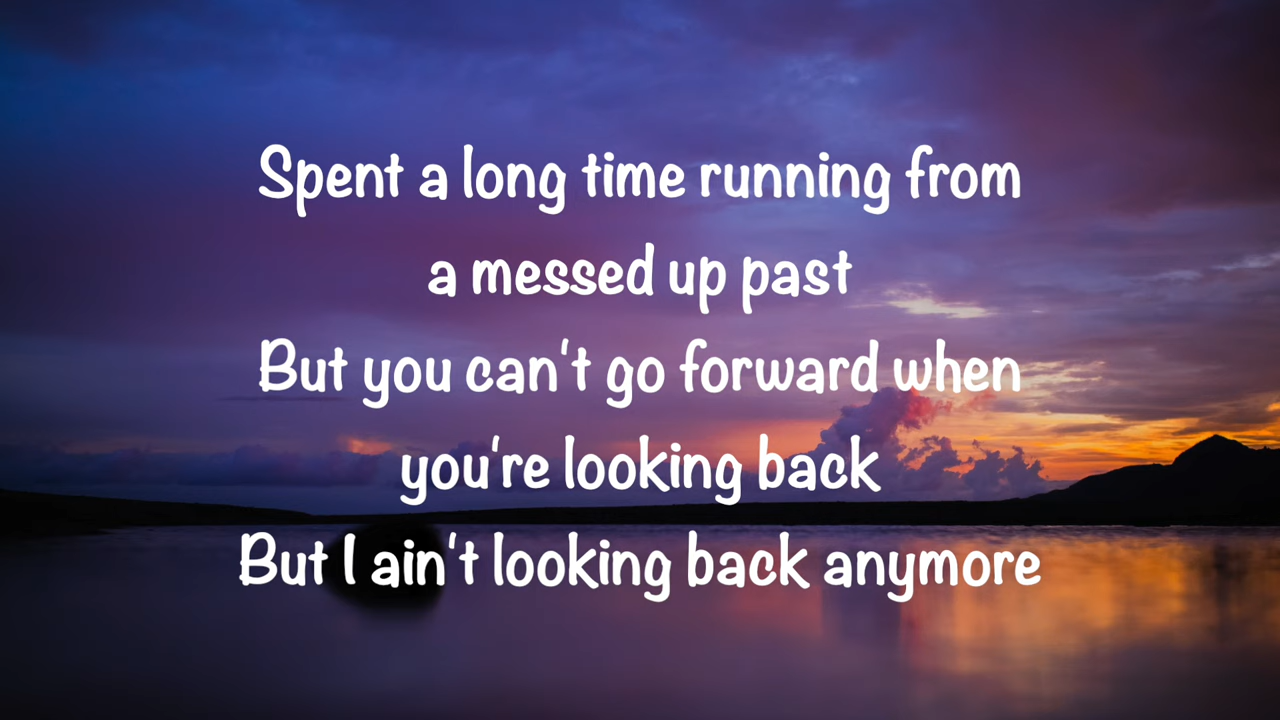 Spent a long time running from
a messed up past
But you can't go forward when
you're looking back
But I ain't looking back anymore